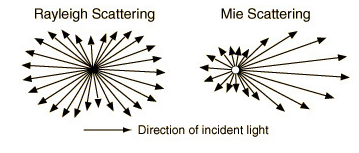 Rayleigh Scattering
Mie Scattering
Direction of incident light